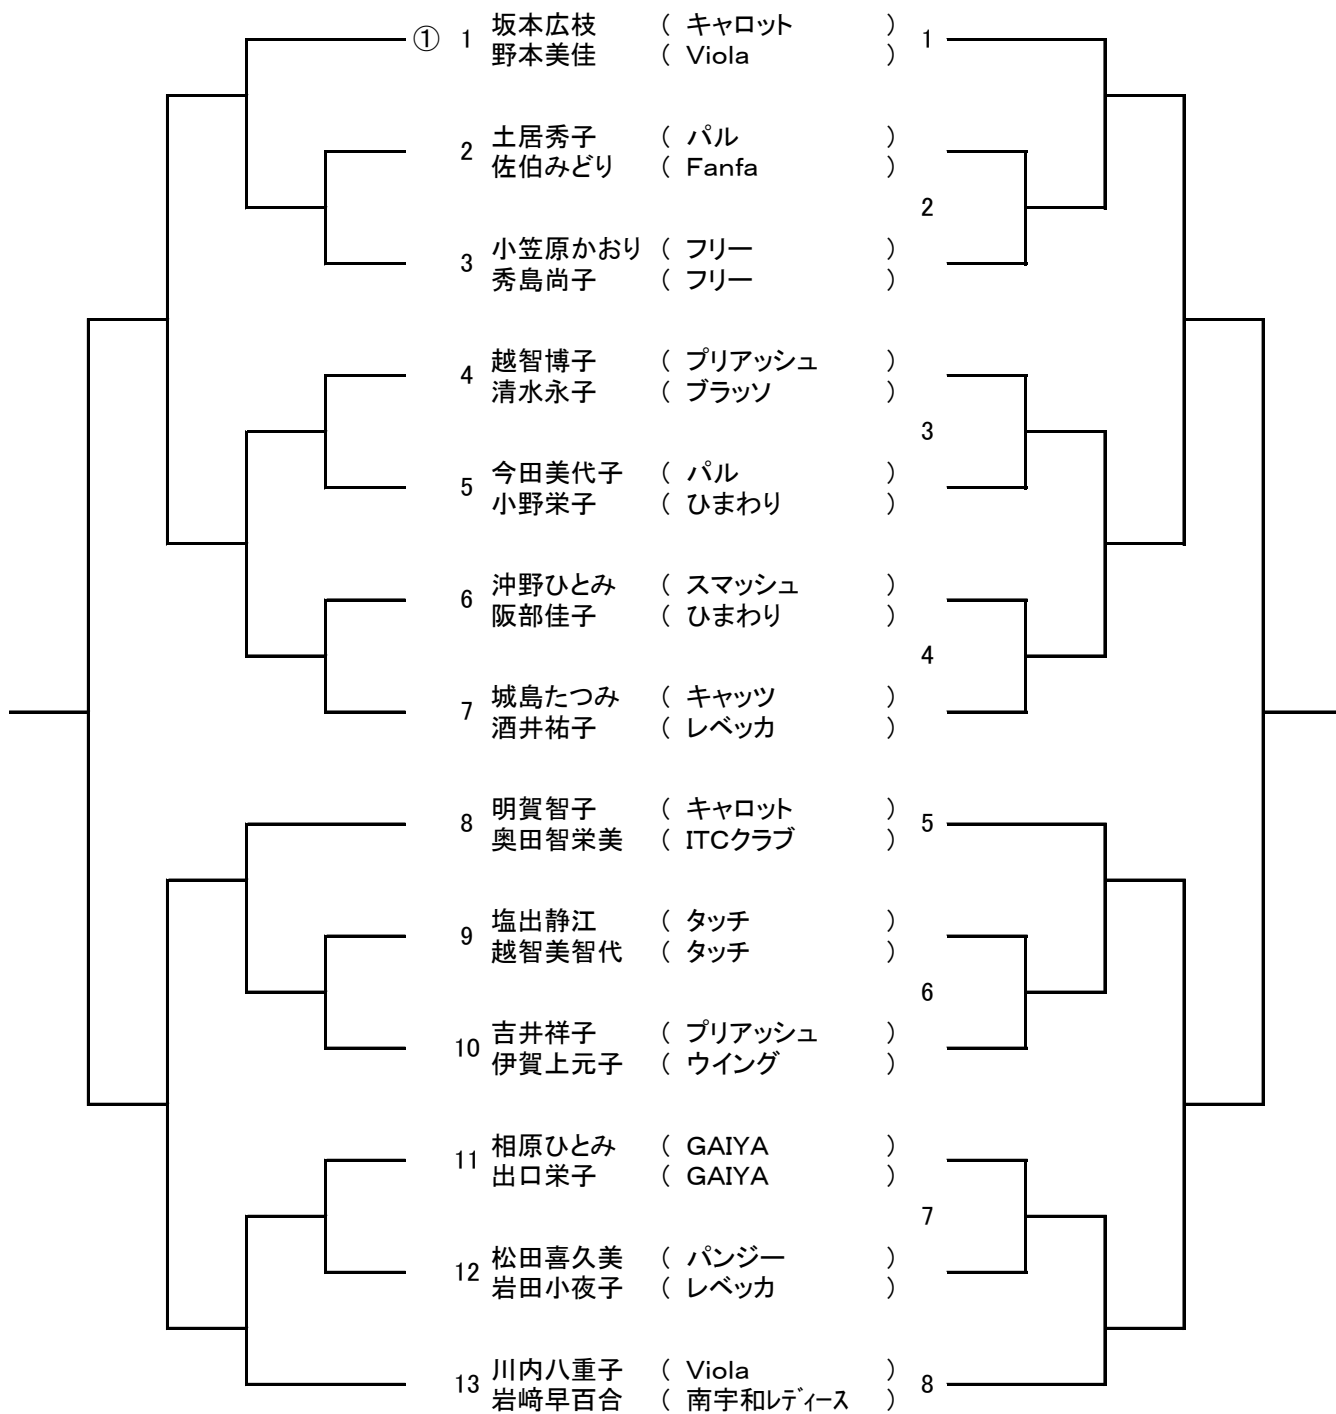 ① 1 坂本広枝 ( キャロット ) 1
野本美佳 ( Viola )
2 土居秀子 ( パル )
佐伯みどり ( Fanfa )
2
3 小笠原かおり ( フリー )
秀島尚子 ( フリー )
4 越智博子 ( プリアッシュ )
清水永子 ( ブラッソ )
3
5 今田美代子 ( パル )
小野栄子 ( ひまわり )
6 沖野ひとみ ( スマッシュ )
阪部佳子 ( ひまわり )
4
7 城島たつみ ( キャッツ )
酒井祐子 ( レベッカ )
8 明賀智子 ( キャロット ) 5
奥田智栄美 ( ITCクラブ )
9 塩出静江 ( タッチ )
越智美智代 ( タッチ )
6
10 吉井祥子 ( プリアッシュ )
伊賀上元子 ( ウイング )
11 相原ひとみ ( GAIYA )
出口栄子 ( GAIYA )
7
12 松田喜久美 ( パンジー )
岩田小夜子 ( レベッカ )
13 川内八重子 ( Viola ) 8
岩﨑早百合 ( 南宇和ﾚﾃﾞｨｰｽ )